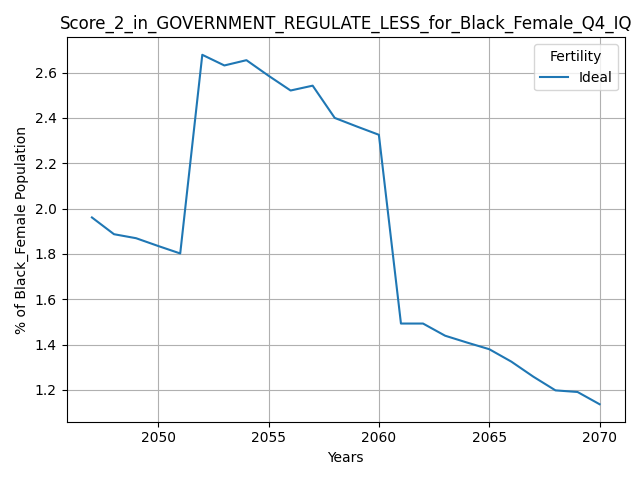 Score_2_in_GOVERNMENT_REGULATE_LESS_for_Black_Female_Q4_IQ
Fertility
Ideal
% of Black_Female Population
2.6
2.4
2.2
2.0
1.8
1.6
1.4
1.2
2050
2055
2060
2065
2070
Years